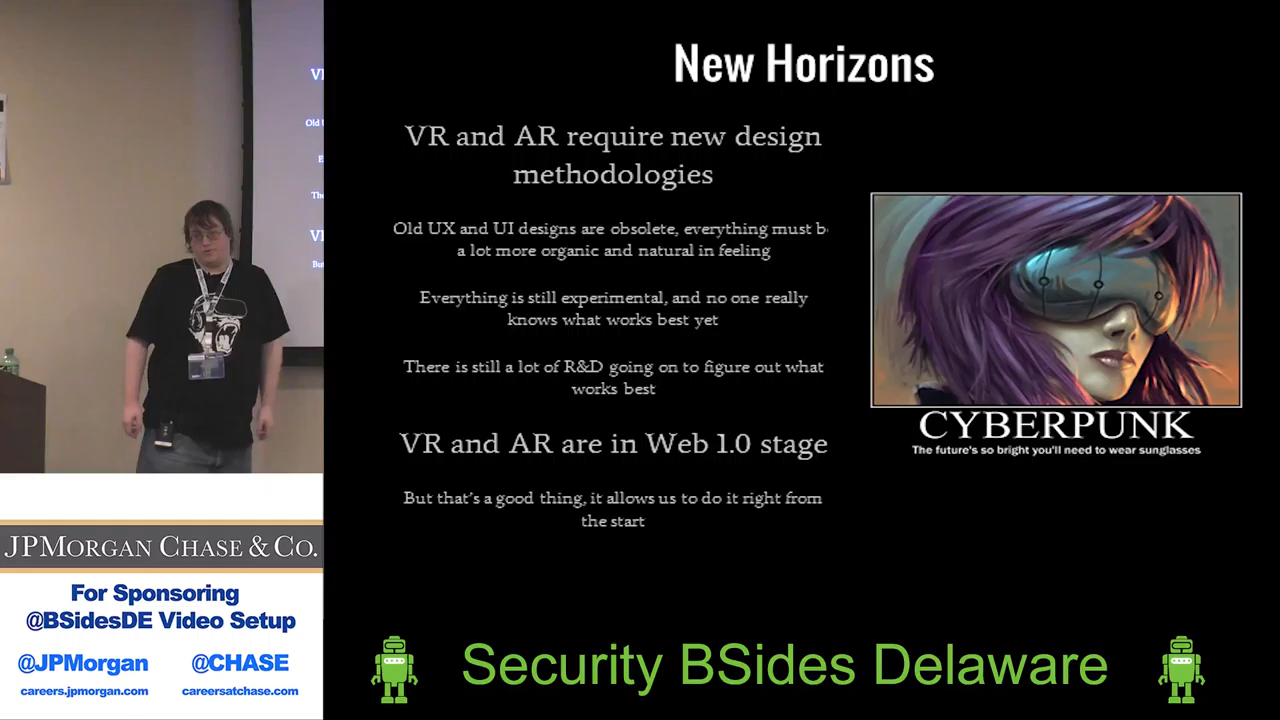 New Horizons
VR and AR require new design
methodologies
Old UX and UI designs are obsolete, everything must be
a lot more organic and natural in feeling
Everything is still experimental, and no one really
knows what works best yet
There is still a lot of R&D going on to figure out what
works best
VR and AR are in Web 1.0 stage
But that's a good thing, it allows us to do it right from
the start
CYBERPUNK
The future's so bright you'll need to wear sunglasses
JPMORGAN CHASE & CO.
For Sponsoring
@BSidesDE Video Setup
@JPMorgan @CHASE
careers.jpmorgan.com careersatchase.com
Security BSides Delaware